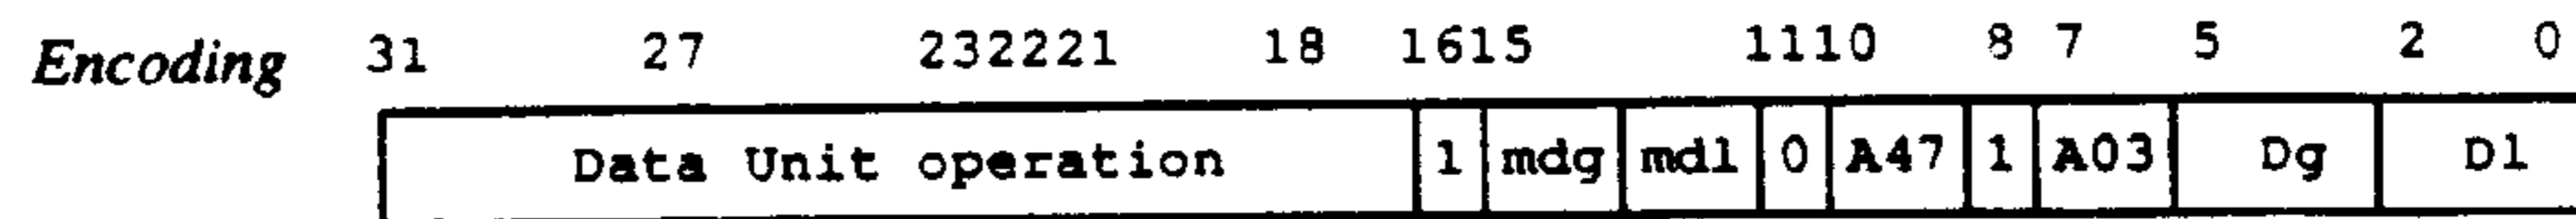 Encoding 31 27 232221 18 1615 1110 8 7 5 2 0
Data Unit operation 1 mdg mdl 0 A47 1 A03 Dg Dl